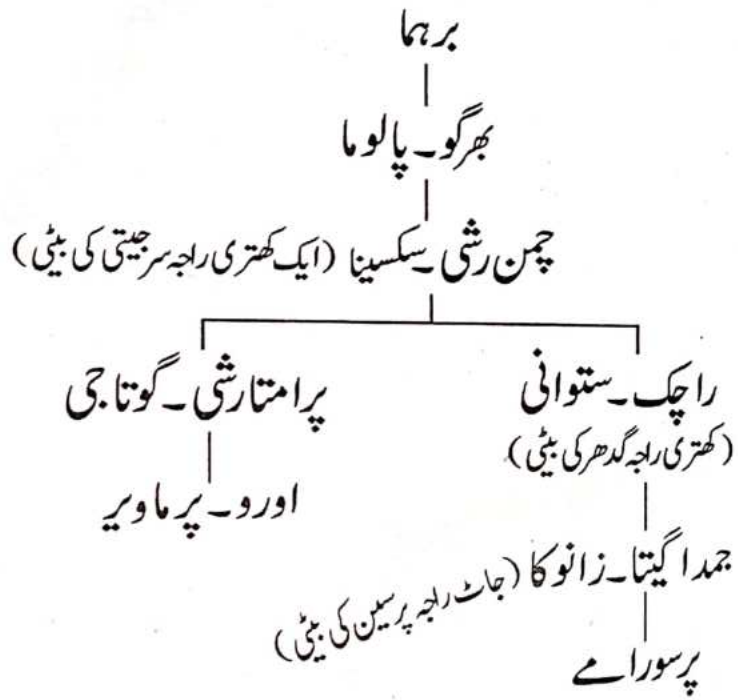 برہما
بھرگو۔پالوما
چمن رشی۔سکسینا (ایک کھتری راجہ سرجیتی کی بیٹی)
راچک۔ستوانی
پرامتارشی۔گوتاجی
(کھتری راجہ گدھر کی بیٹی)
اورو۔پرماویر
جمدا گیتا۔زانوکا (جاٹ راجہ پرسین کی بیٹی)
پرسورامے